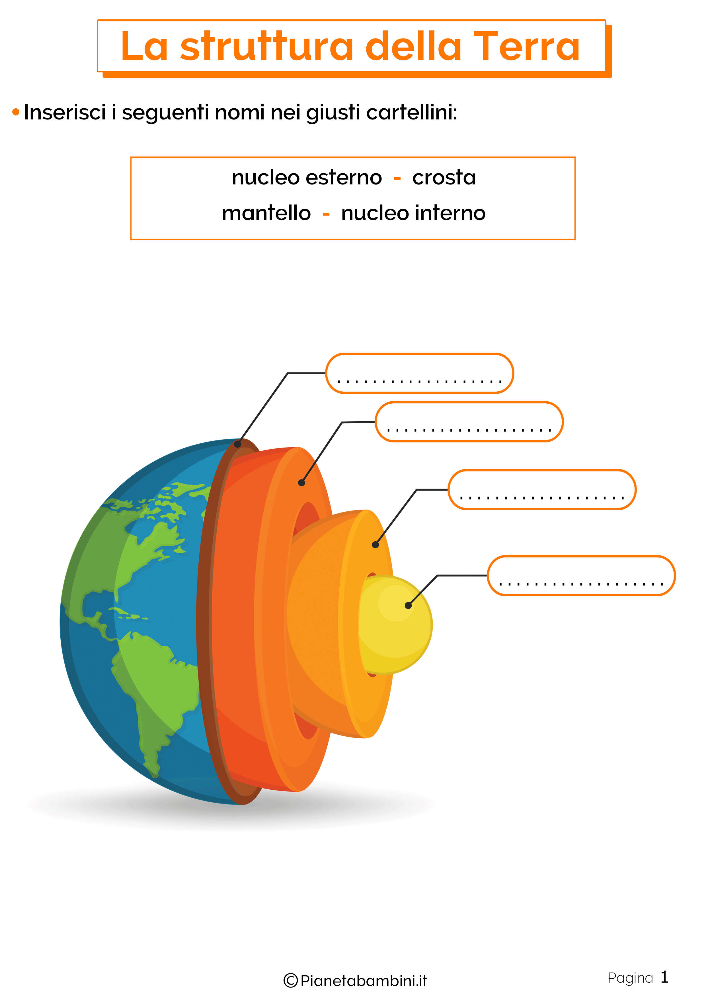 La struttura della Terra
• Inserisci i seguenti nomi nei giusti cartellini:
nucleo esterno - crosta
mantello - nucleo interno
...................
...................
...................
...................
©Pianetabambini.it
Pagina 1